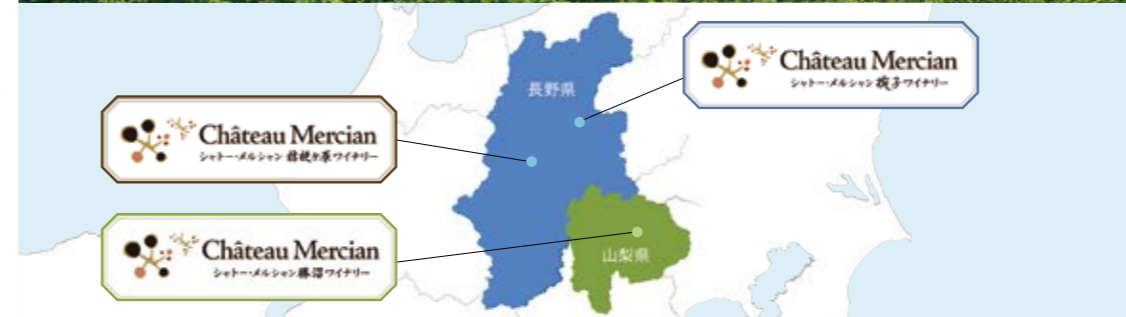 Château Mercian
シャトー・メルシャン 椀子ワイナリー
長野県
Château Mercian
シャトー・メルシャン 桔梗ヶ原ワイナリー
Château Mercian
シャトー・メルシャン 勝沼ワイナリー
山梨県